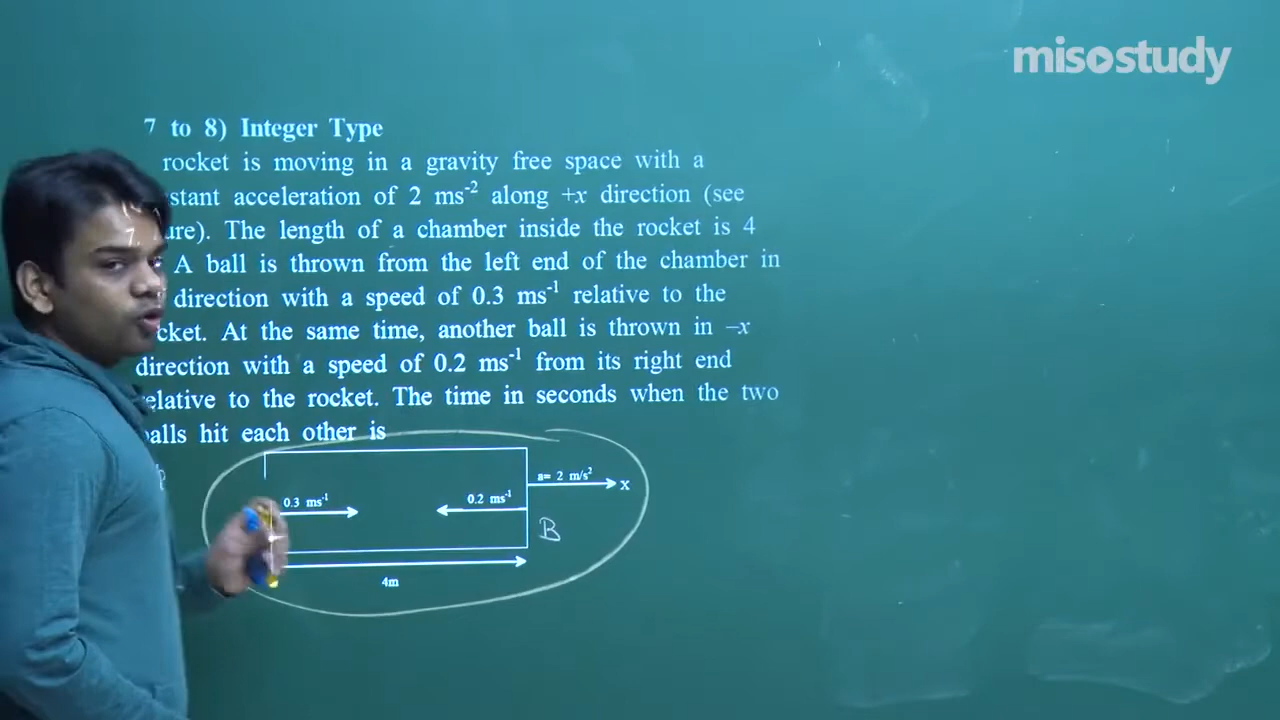 misostudy
7 to 8) Integer Type
rocket is moving in a gravity free space with a
stant acceleration of 2 ms⁻² along +x direction (see
ure). The length of a chamber inside the rocket is 4
A ball is thrown from the left end of the chamber in
direction with a speed of 0.3 ms⁻¹ relative to the
cket. At the same time, another ball is thrown in –x
direction with a speed of 0.2 ms⁻¹ from its right end
elative to the rocket. The time in seconds when the two
alls hit each other is
a= 2 m/s²
x
0.3 ms⁻¹
0.2 ms⁻¹
B
4m
7.